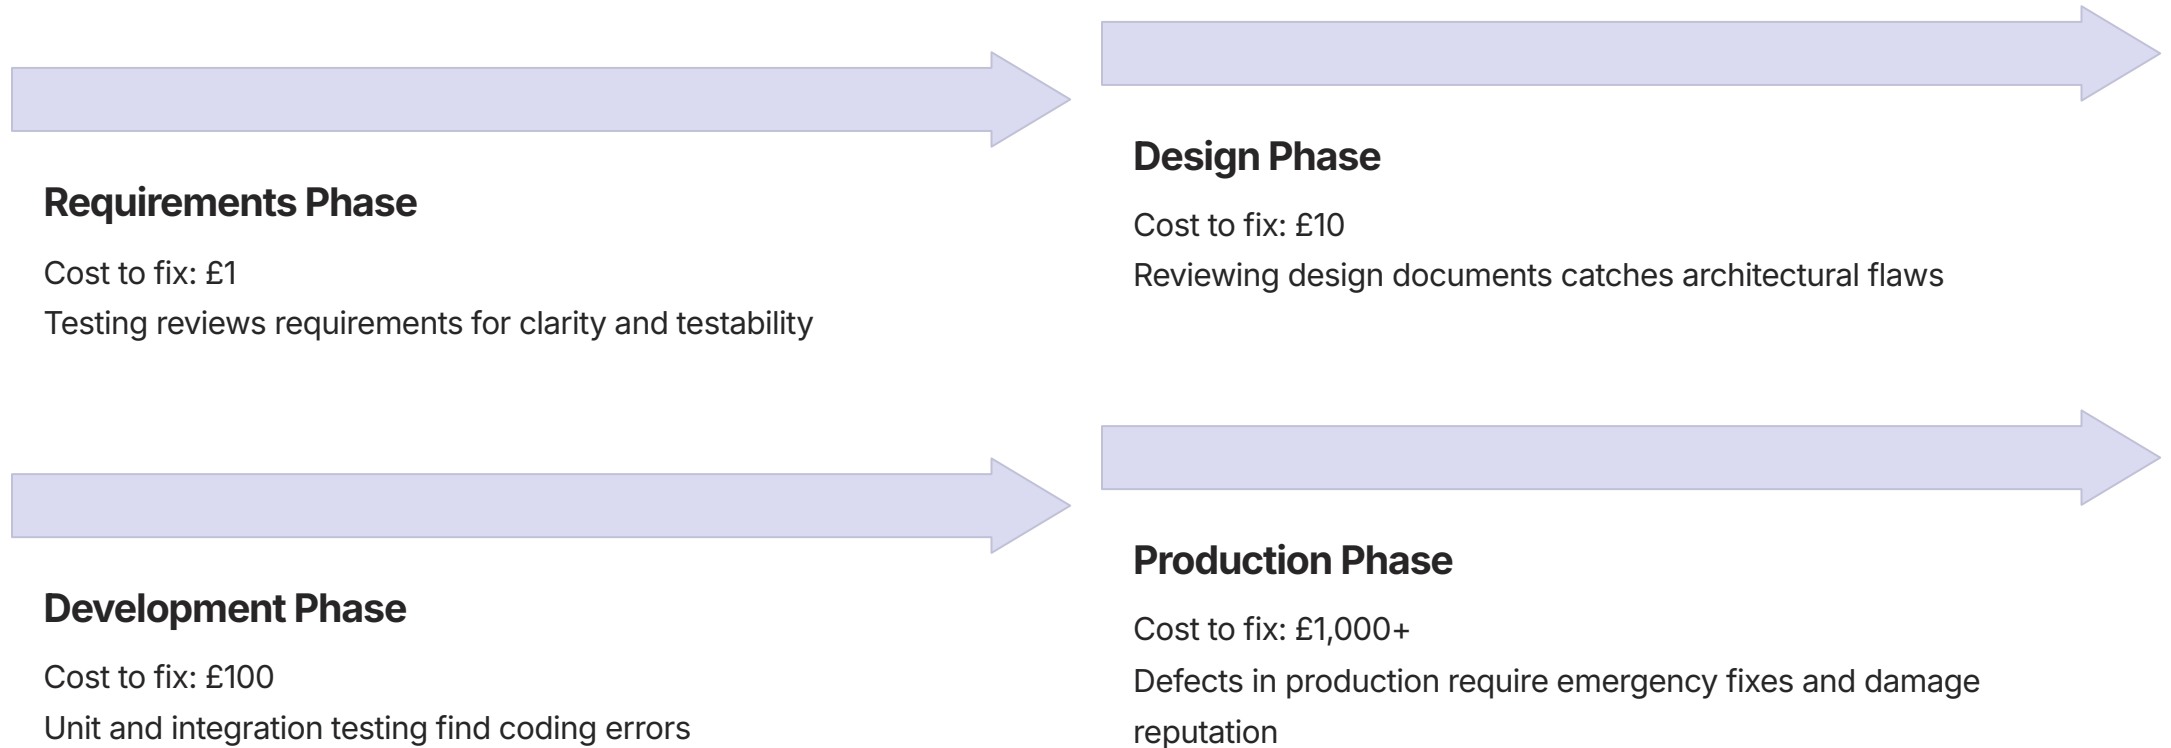 Requirements Phase
Cost to fix: £1
Testing reviews requirements for clarity and testability
Design Phase
Cost to fix: £10
Reviewing design documents catches architectural flaws
Development Phase
Cost to fix: £100
Unit and integration testing find coding errors
Production Phase
Cost to fix: £1,000+
Defects in production require emergency fixes and damage
reputation